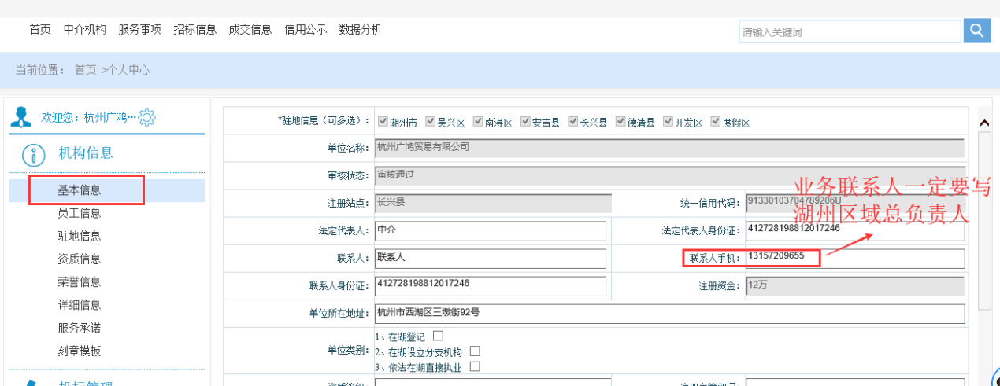 首页 中介机构 服务事项 招标信息 成交信息 信用公示 数据分析
请输入关键词
当前位置： 首页 >个人中心
欢迎您：杭州广鸿…
机构信息
基本信息
员工信息
驻地信息
资质信息
荣誉信息
详细信息
服务承诺
刻章模板
*驻地信息（可多选）： 湖州市 吴兴区 南浔区 安吉县 长兴县 德清县 开发区 度假区
单位名称: 杭州广鸿贸易有限公司
审核状态: 审核通过
业务联系人一定要写
湖州区域总负责人
注册站点: 长兴县 统一信用代码: 91330103704789206U
法定代表人: 中介 法定代表人身份证: 412728198812017246
联系人: 联系人 联系人手机: 13157209655
联系人身份证: 412728198812017246 注册资金: 12万
单位所在地址: 杭州市西湖区三墩街92号
单位类别:
1、在湖登记
2、在湖设立分支机构
3、依法在湖直接执业